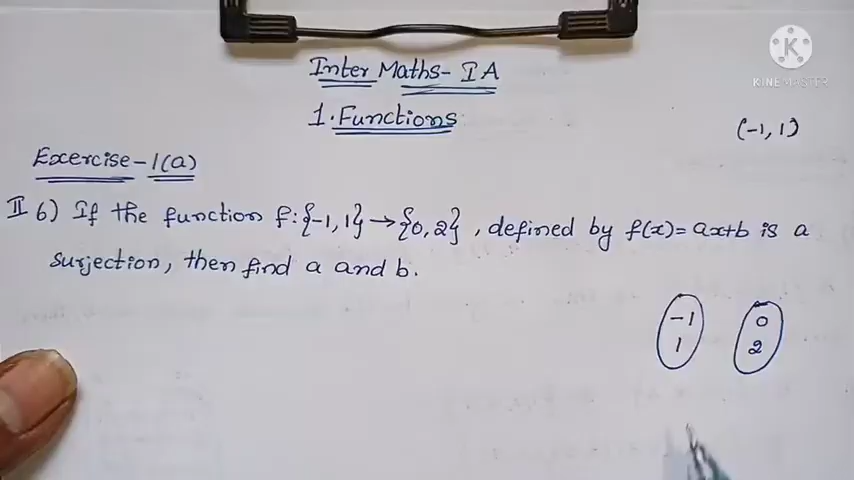 Inter Maths- IA
1. Functions
K
KINEMASTER
(-1, 1)
Exercise-1(a)
II 6) If the function f:{-1, 1}→{0, 2}, defined by f(x)= ax+b is a
surjection, then find a and b.
-1 0
1 2